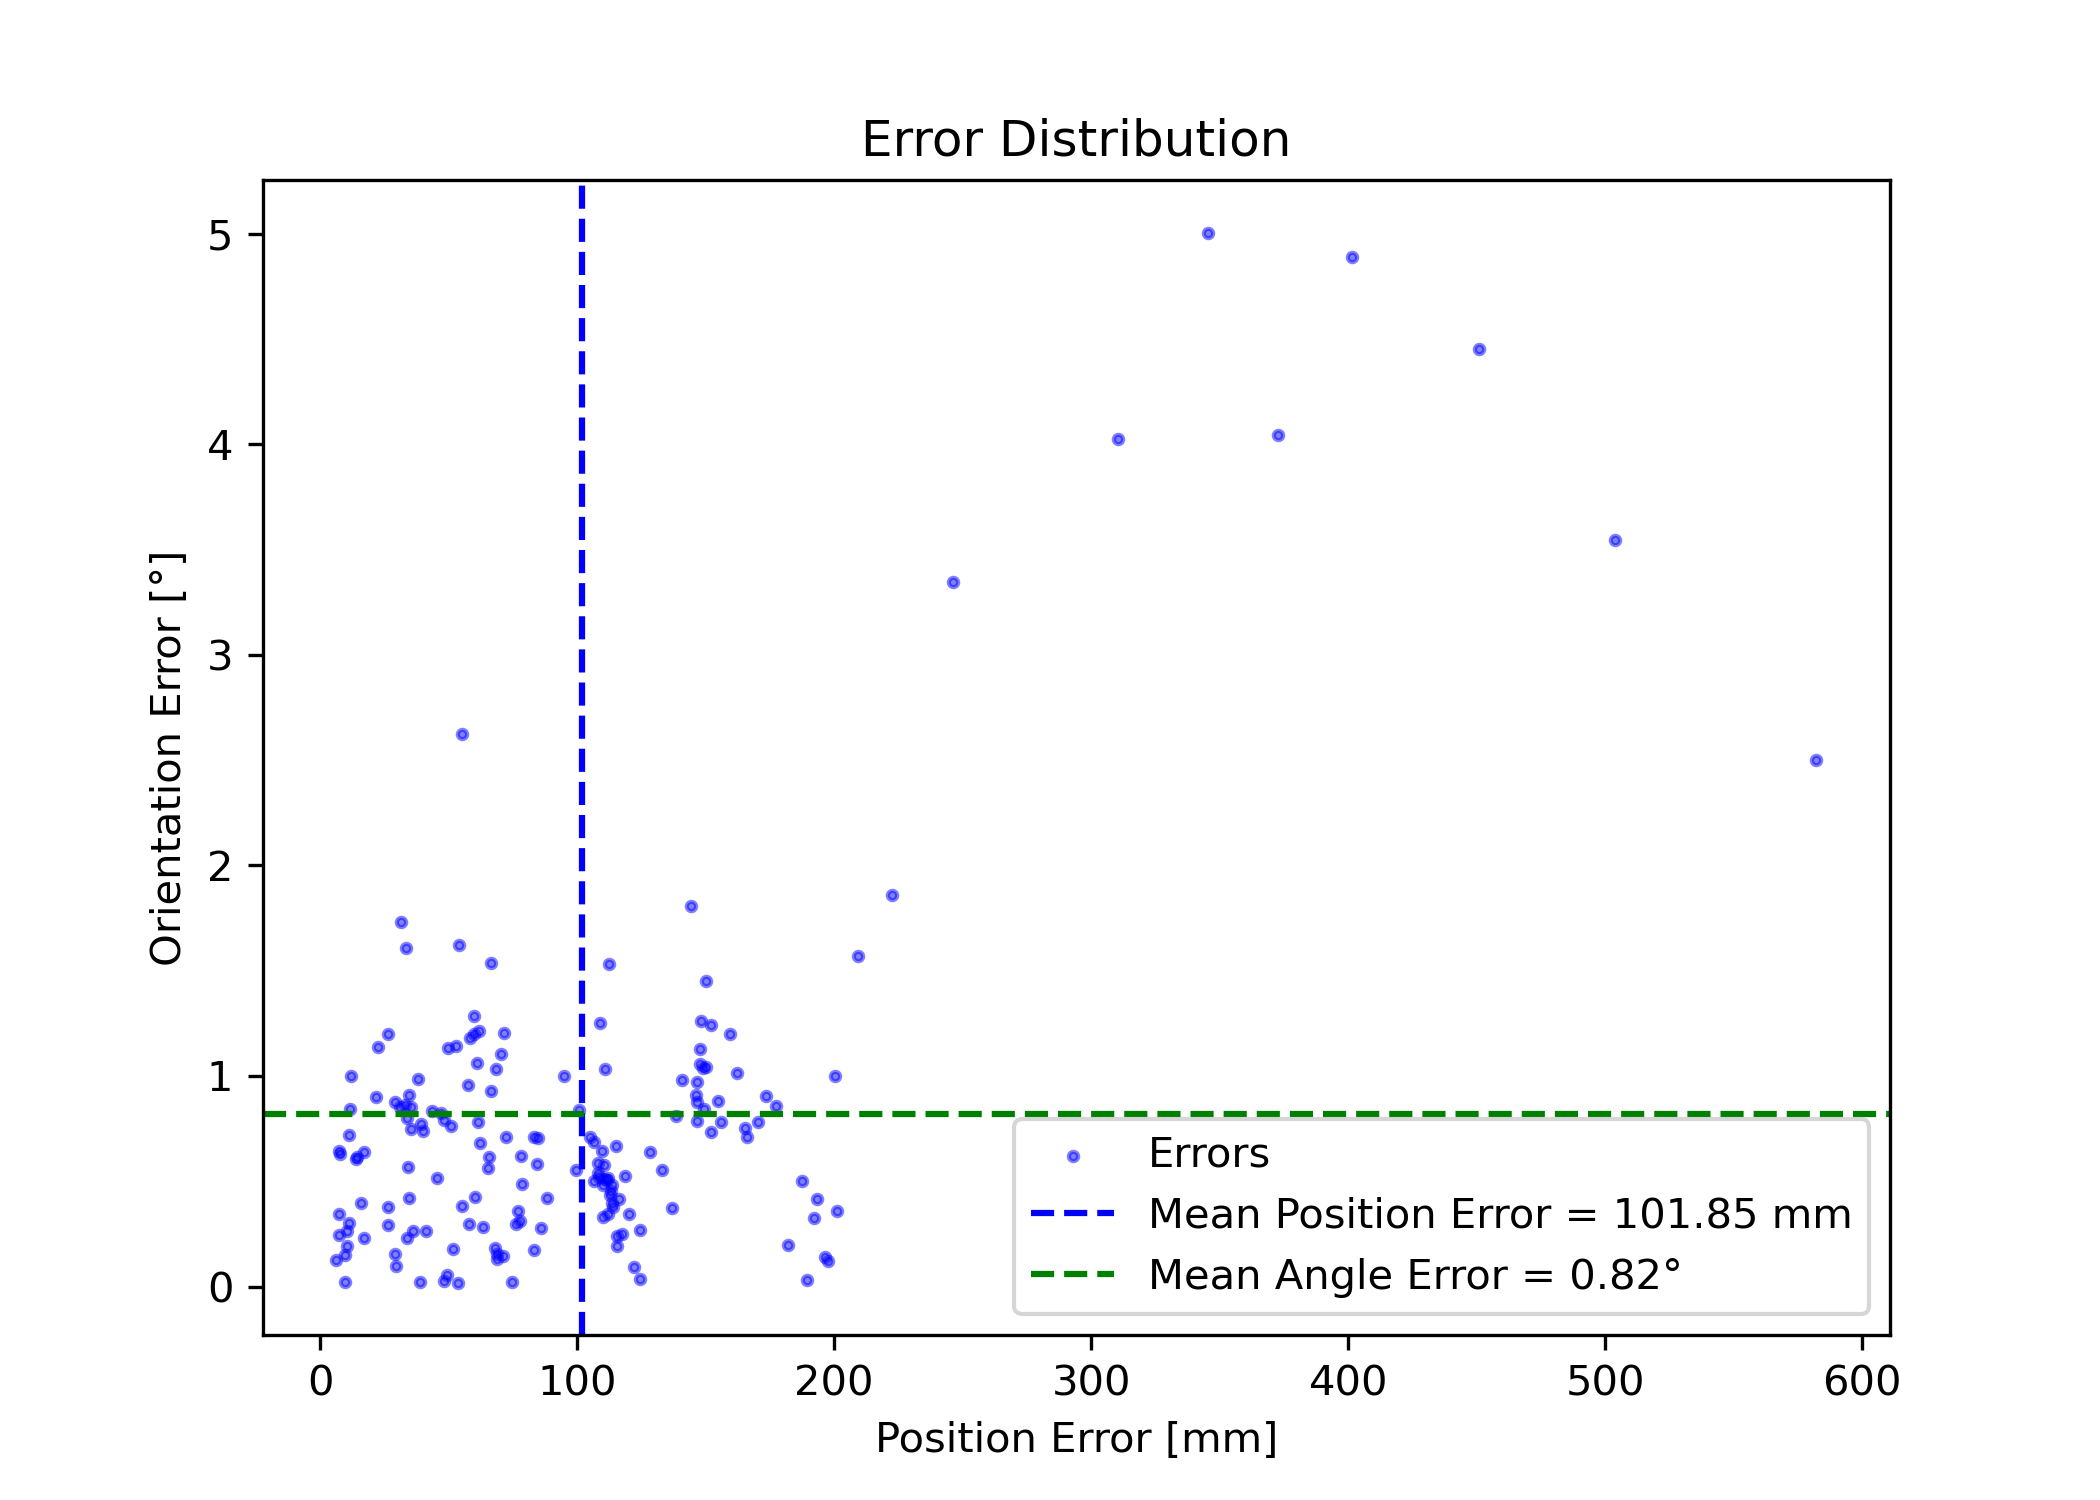 Error Distribution
5
4
3
2
1
0
Orientation Error [°]
Errors
Mean Position Error = 101.85 mm
Mean Angle Error = 0.82°
0 100 200 300 400 500 600
Position Error [mm]